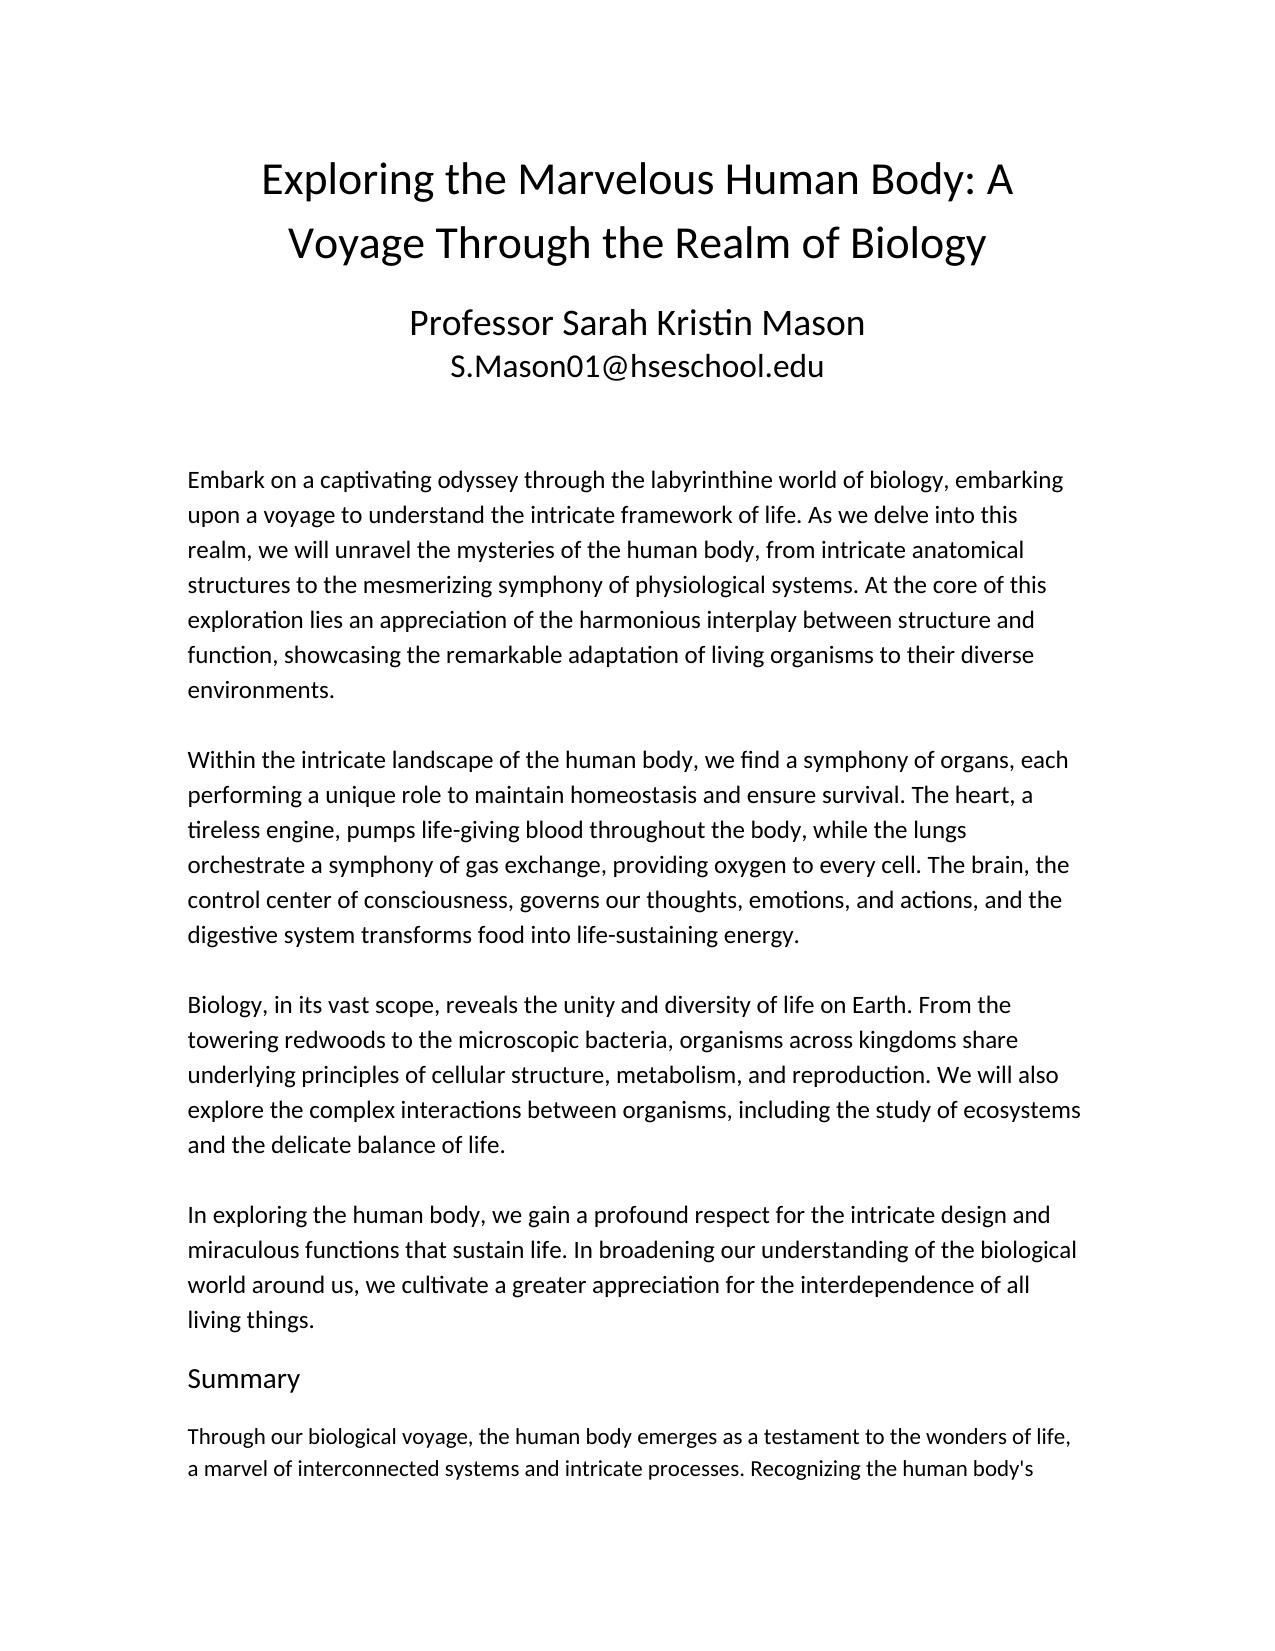 Exploring the Marvelous Human Body: A
Voyage Through the Realm of Biology
Professor Sarah Kristin Mason
S.Mason01@hseschool.edu
Embark on a captivating odyssey through the labyrinthine world of biology, embarking
upon a voyage to understand the intricate framework of life. As we delve into this
realm, we will unravel the mysteries of the human body, from intricate anatomical
structures to the mesmerizing symphony of physiological systems. At the core of this
exploration lies an appreciation of the harmonious interplay between structure and
function, showcasing the remarkable adaptation of living organisms to their diverse
environments.
Within the intricate landscape of the human body, we find a symphony of organs, each
performing a unique role to maintain homeostasis and ensure survival. The heart, a
tireless engine, pumps life-giving blood throughout the body, while the lungs
orchestrate a symphony of gas exchange, providing oxygen to every cell. The brain, the
control center of consciousness, governs our thoughts, emotions, and actions, and the
digestive system transforms food into life-sustaining energy.
Biology, in its vast scope, reveals the unity and diversity of life on Earth. From the
towering redwoods to the microscopic bacteria, organisms across kingdoms share
underlying principles of cellular structure, metabolism, and reproduction. We will also
explore the complex interactions between organisms, including the study of ecosystems
and the delicate balance of life.
In exploring the human body, we gain a profound respect for the intricate design and
miraculous functions that sustain life. In broadening our understanding of the biological
world around us, we cultivate a greater appreciation for the interdependence of all
living things.
Summary
Through our biological voyage, the human body emerges as a testament to the wonders of life,
a marvel of interconnected systems and intricate processes. Recognizing the human body's